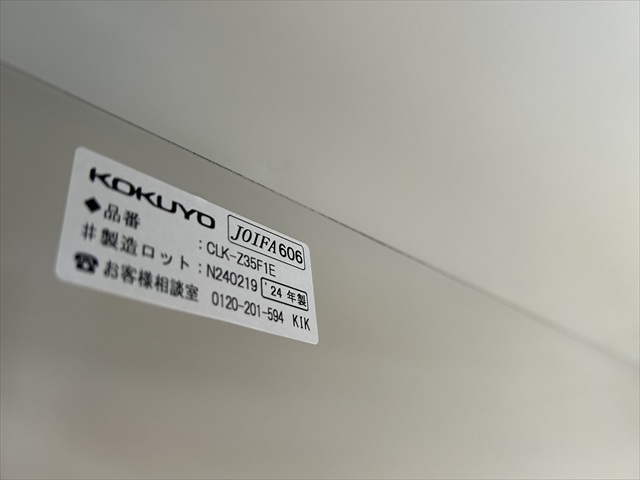 KOKUYO JOIFA606
◆品番 :CLK-Z35F1E
#製造ロット:N240219 '24年製
☎お客様相談室 0120-201-594 KIK